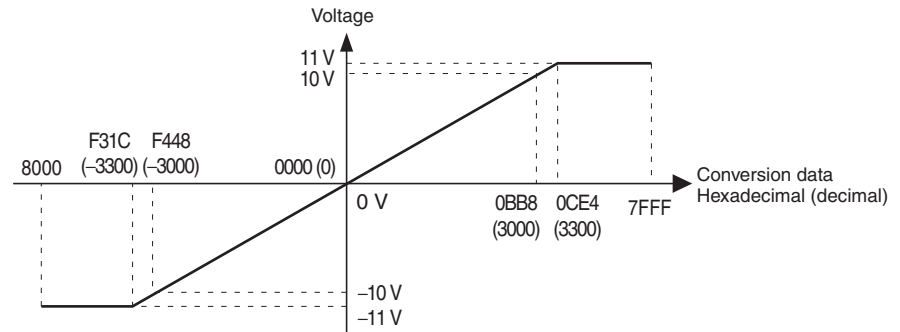 Voltage
11 V
10 V
F31C F448
8000 (–3300) (–3000) 0000 (0)
Conversion data
Hexadecimal (decimal)
0 V
0BB8 0CE4 7FFF
(3000) (3300)
–10 V
–11 V